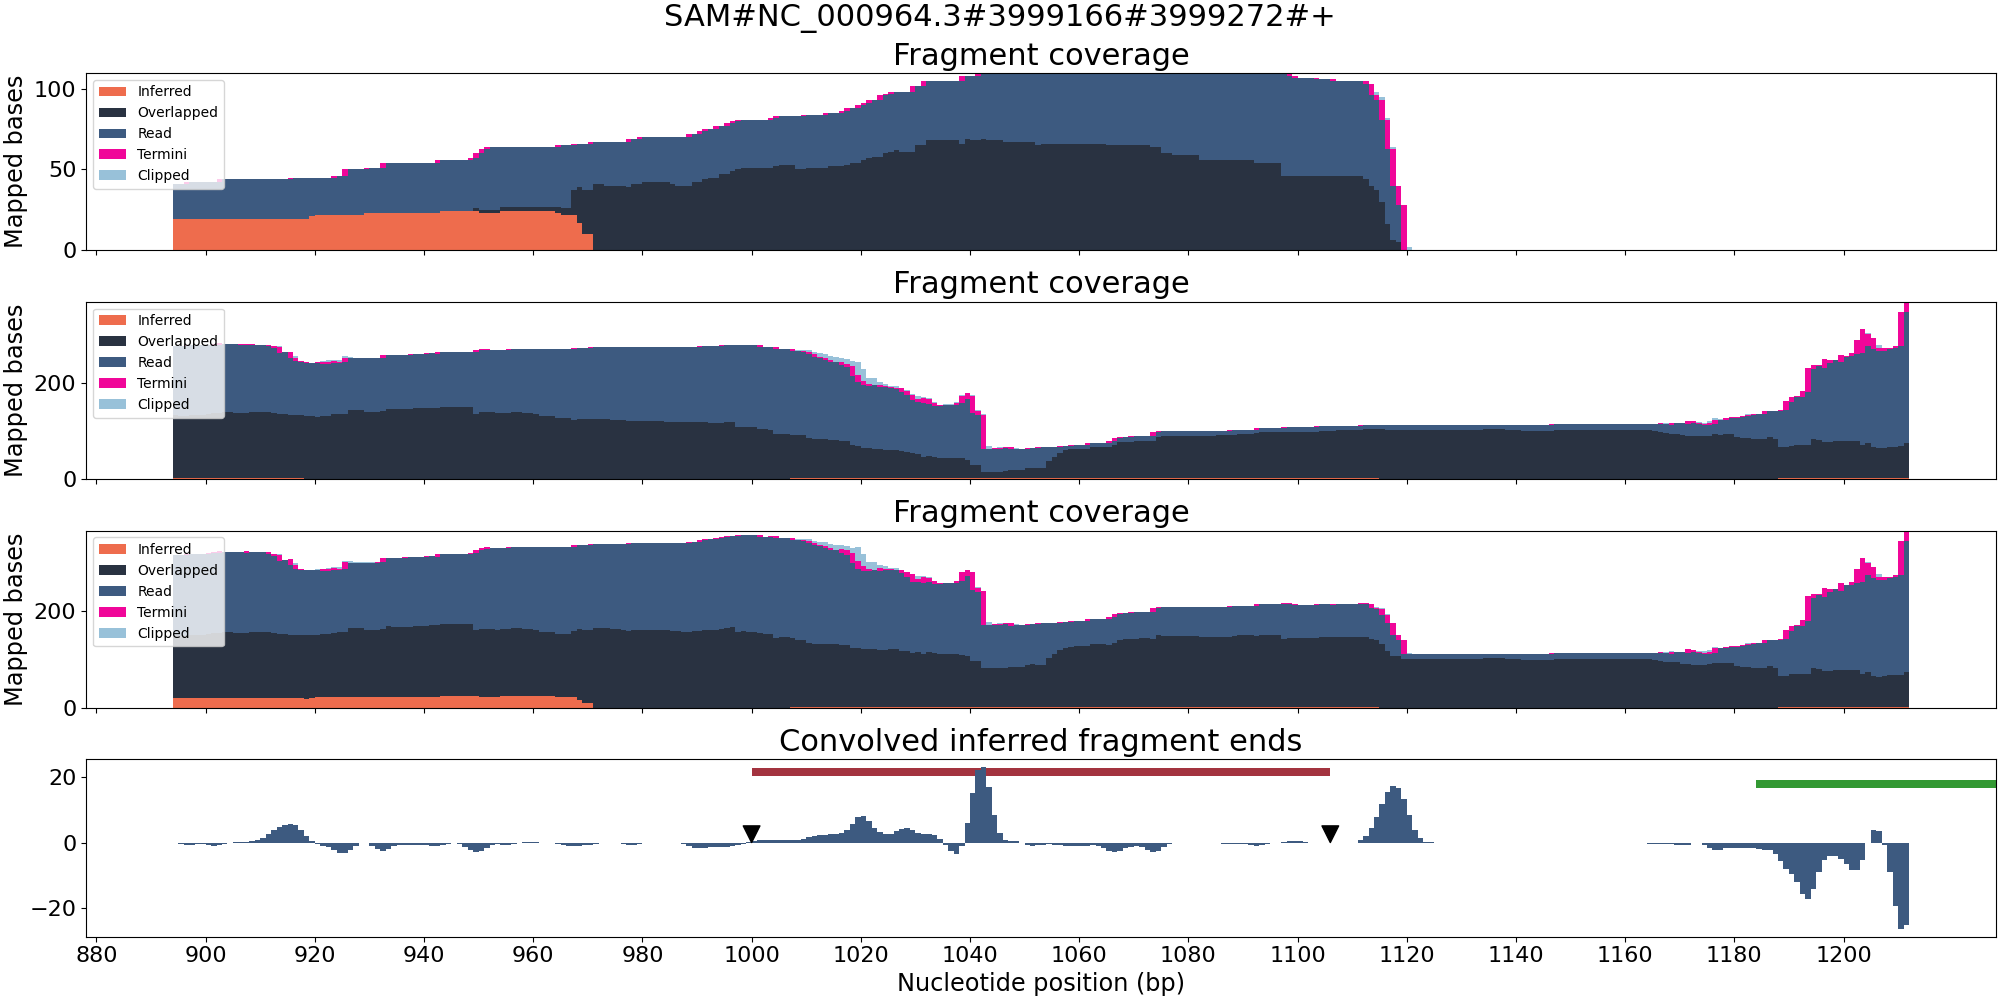 SAM#NC_000964.3#3999166#3999272#+
Fragment coverage
Mapped bases
100
50
0
Inferred
Overlapped
Read
Termini
Clipped
Fragment coverage
Mapped bases
200
0
Inferred
Overlapped
Read
Termini
Clipped
Fragment coverage
Mapped bases
200
0
Inferred
Overlapped
Read
Termini
Clipped
Convolved inferred fragment ends
20
0
−20
880 900 920 940 960 980 1000 1020 1040 1060 1080 1100 1120 1140 1160 1180 1200
Nucleotide position (bp)